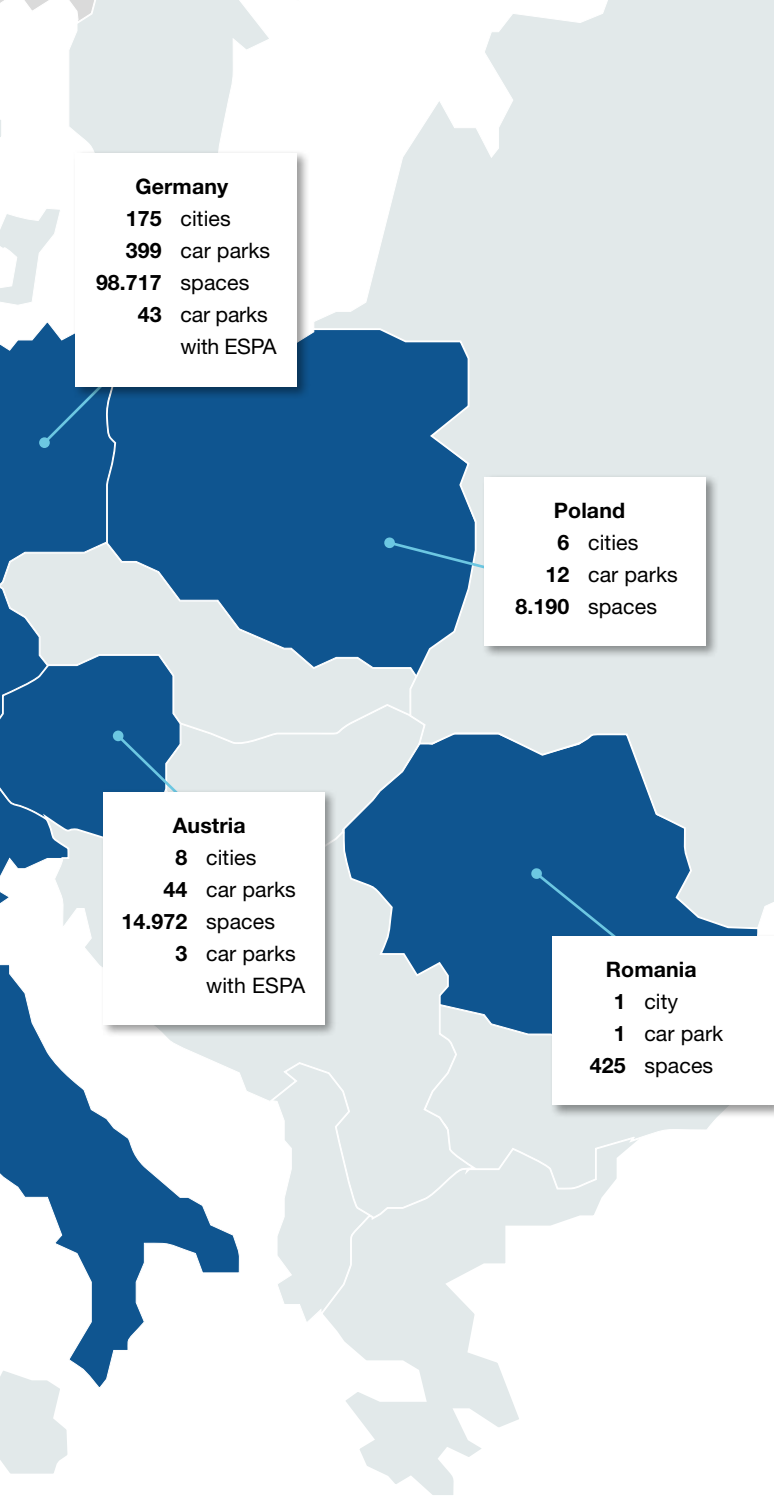 Germany
175 cities
399 car parks
98.717 spaces
43 car parks
with ESPA
Poland
6 cities
12 car parks
8.190 spaces
Austria
8 cities
44 car parks
14.972 spaces
3 car parks
with ESPA
Romania
1 city
1 car park
425 spaces